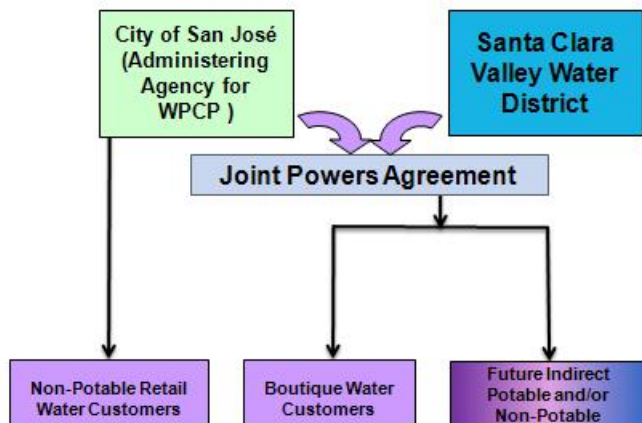 City of San José
(Administering
Agency for
WPCP )
Santa Clara
Valley Water
District
Joint Powers Agreement
Non-Potable Retail
Water Customers
Boutique Water
Customers
Future Indirect
Potable and/or
Non-Potable